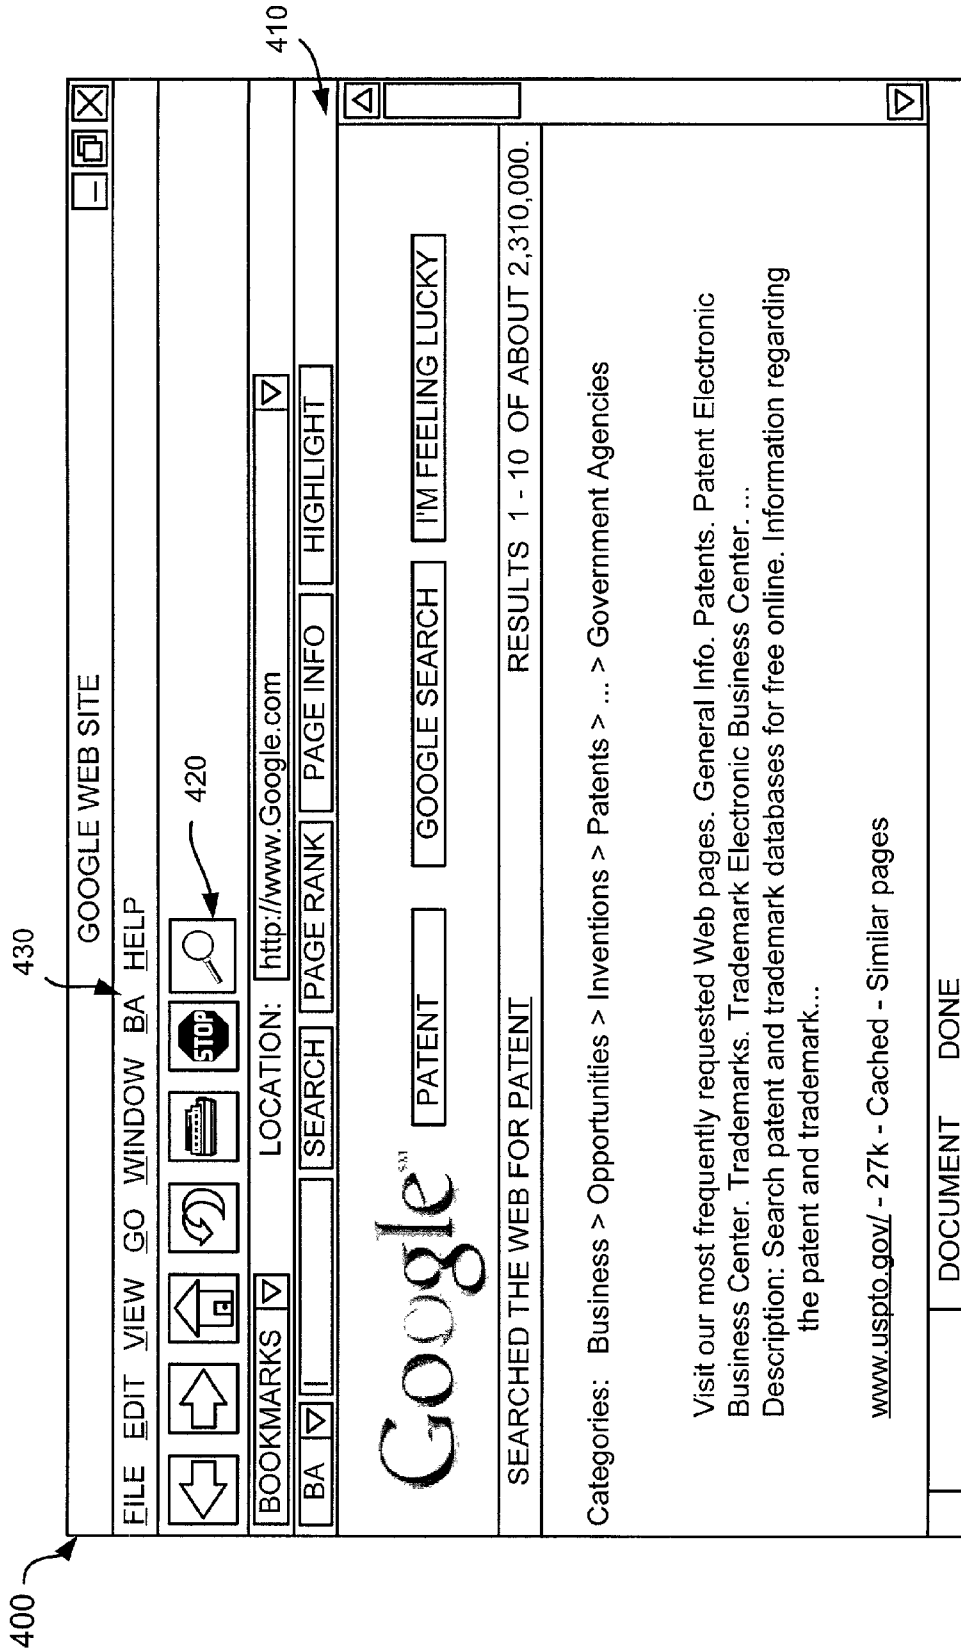 400
430
GOOGLE WEB SITE
FILE EDIT VIEW GO WINDOW BA HELP
STOP
420
BOOKMARKS LOCATION: http://www.Google.com
410
BA SEARCH PAGE RANK PAGE INFO HIGHLIGHT
Google SM PATENT GOOGLE SEARCH I'M FEELING LUCKY
SEARCHED THE WEB FOR PATENT RESULTS 1 - 10 OF ABOUT 2,310,000.
Categories: Business > Opportunities > Inventions > Patents > ... > Government Agencies
Visit our most frequently requested Web pages. General Info. Patents. Patent Electronic
Business Center. Trademarks. Trademark Electronic Business Center. ...
Description: Search patent and trademark databases for free online. Information regarding
the patent and trademark...
www.uspto.gov/ - 27k - Cached - Similar pages
DOCUMENT DONE